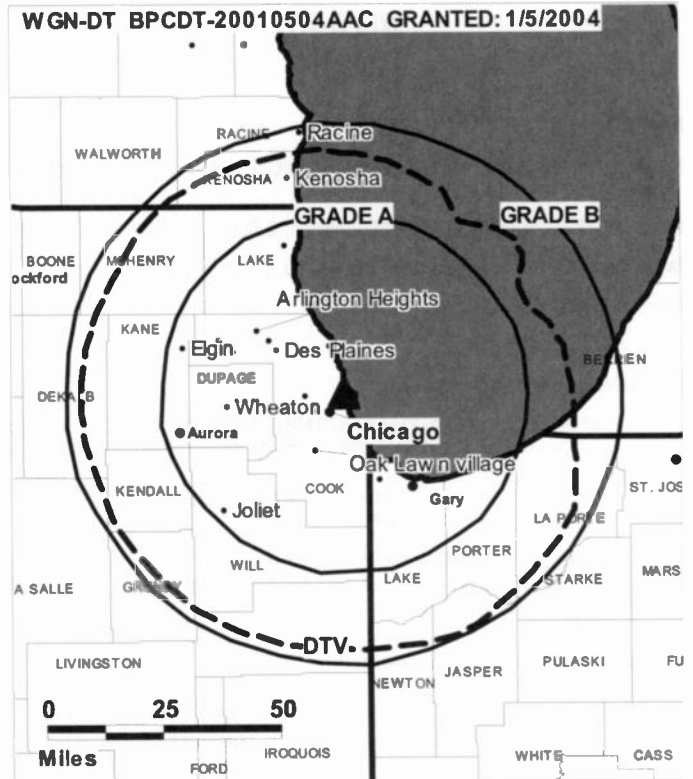 WGN-DT BPCDT-20010504AAC GRANTED: 1/5/2004
RACINE
Racine
WALWORTH
KENOSHA
Kenosha
GRADE A
GRADE B
BOONE
MCHENRY
LAKE
ockford
Arlington Heights
KANE
Elgin
Des Plaines
BERRIEN
DUPAGE
DEKALB
Wheaton
Aurora
Chicago
Oak Lawn village
KENDALL
COOK
Gary
ST. JOS
Joliet
LA PORTE
PORTER
WILL
LAKE
STARKE
MARS
A SALLE
GRUNDY
DTV
LIVINGSTON
JASPER
PULASKI
FU
NEWTON
0 25 50
Miles
FORD
IROQUOIS
WHITE
CASS